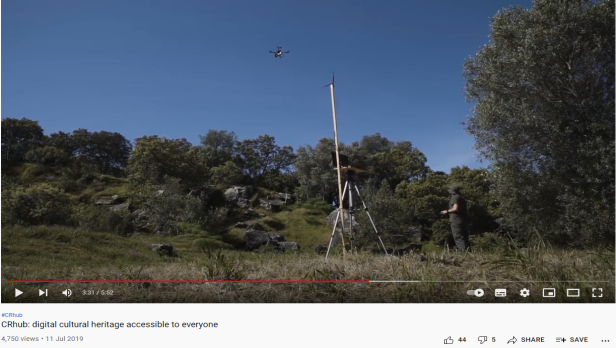 3:31 / 5:52
#CRhub
CRhub: digital cultural heritage accessible to everyone
4,750 views • 11 Jul 2019
44 5 SHARE SAVE ...